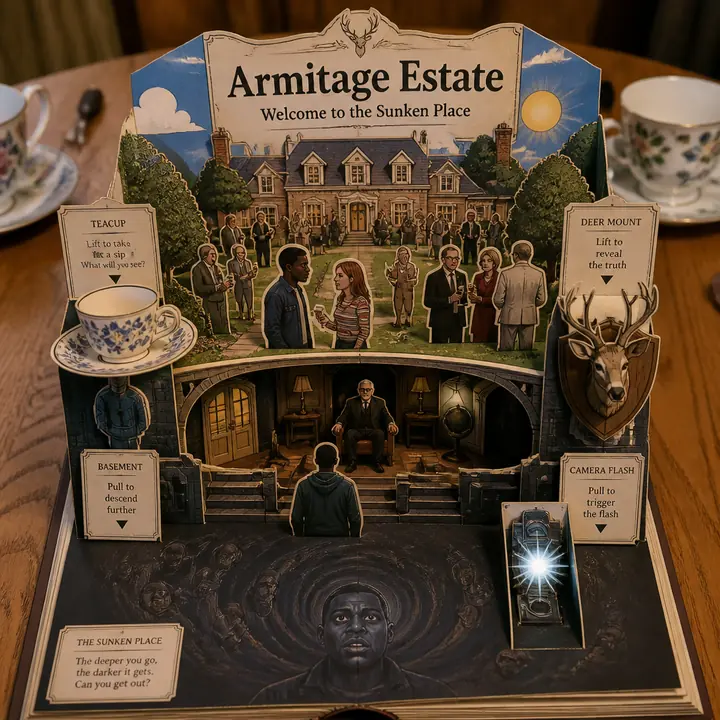 Armitage Estate
Welcome to the Sunken Place
TEACUP
Lift to take
a sip
What will you see?
DEER MOUNT
Lift to
reveal
the truth
BASEMENT
Pull to
descend
further
CAMERA FLASH
Pull to
trigger
the flash
THE SUNKEN PLACE
The deeper you go,
the darker it gets.
Can you get out?